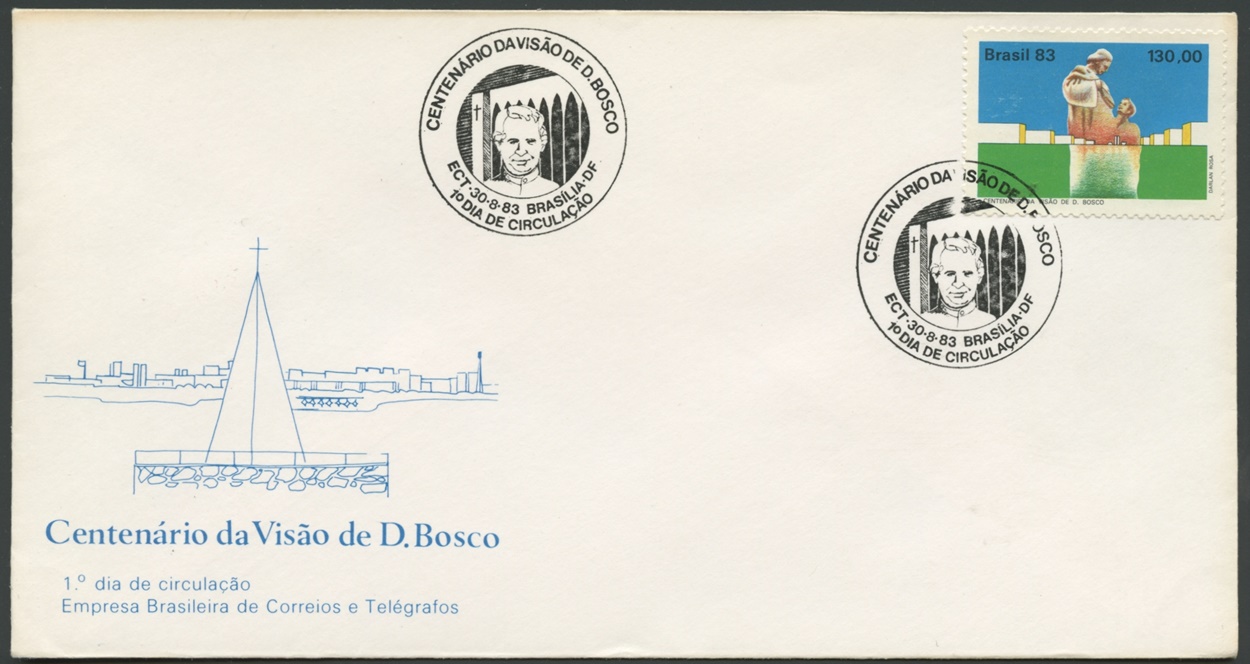 CENTENÁRIO DA VISÃO DE D. BOSCO
ECT·30·8·83 BRASÍLIA·DF
1º DIA DE CIRCULAÇÃO
Brasil 83 130,00
DARLAN ROSA
CENTENÁRIO DA VISÃO DE D. BOSCO
CENTENÁRIO DA VISÃO DE D. BOSCO
ECT·30·8·83 BRASÍLIA·DF
1º DIA DE CIRCULAÇÃO
Centenário da Visão de D. Bosco
1.º dia de circulação
Empresa Brasileira de Correios e Telégrafos